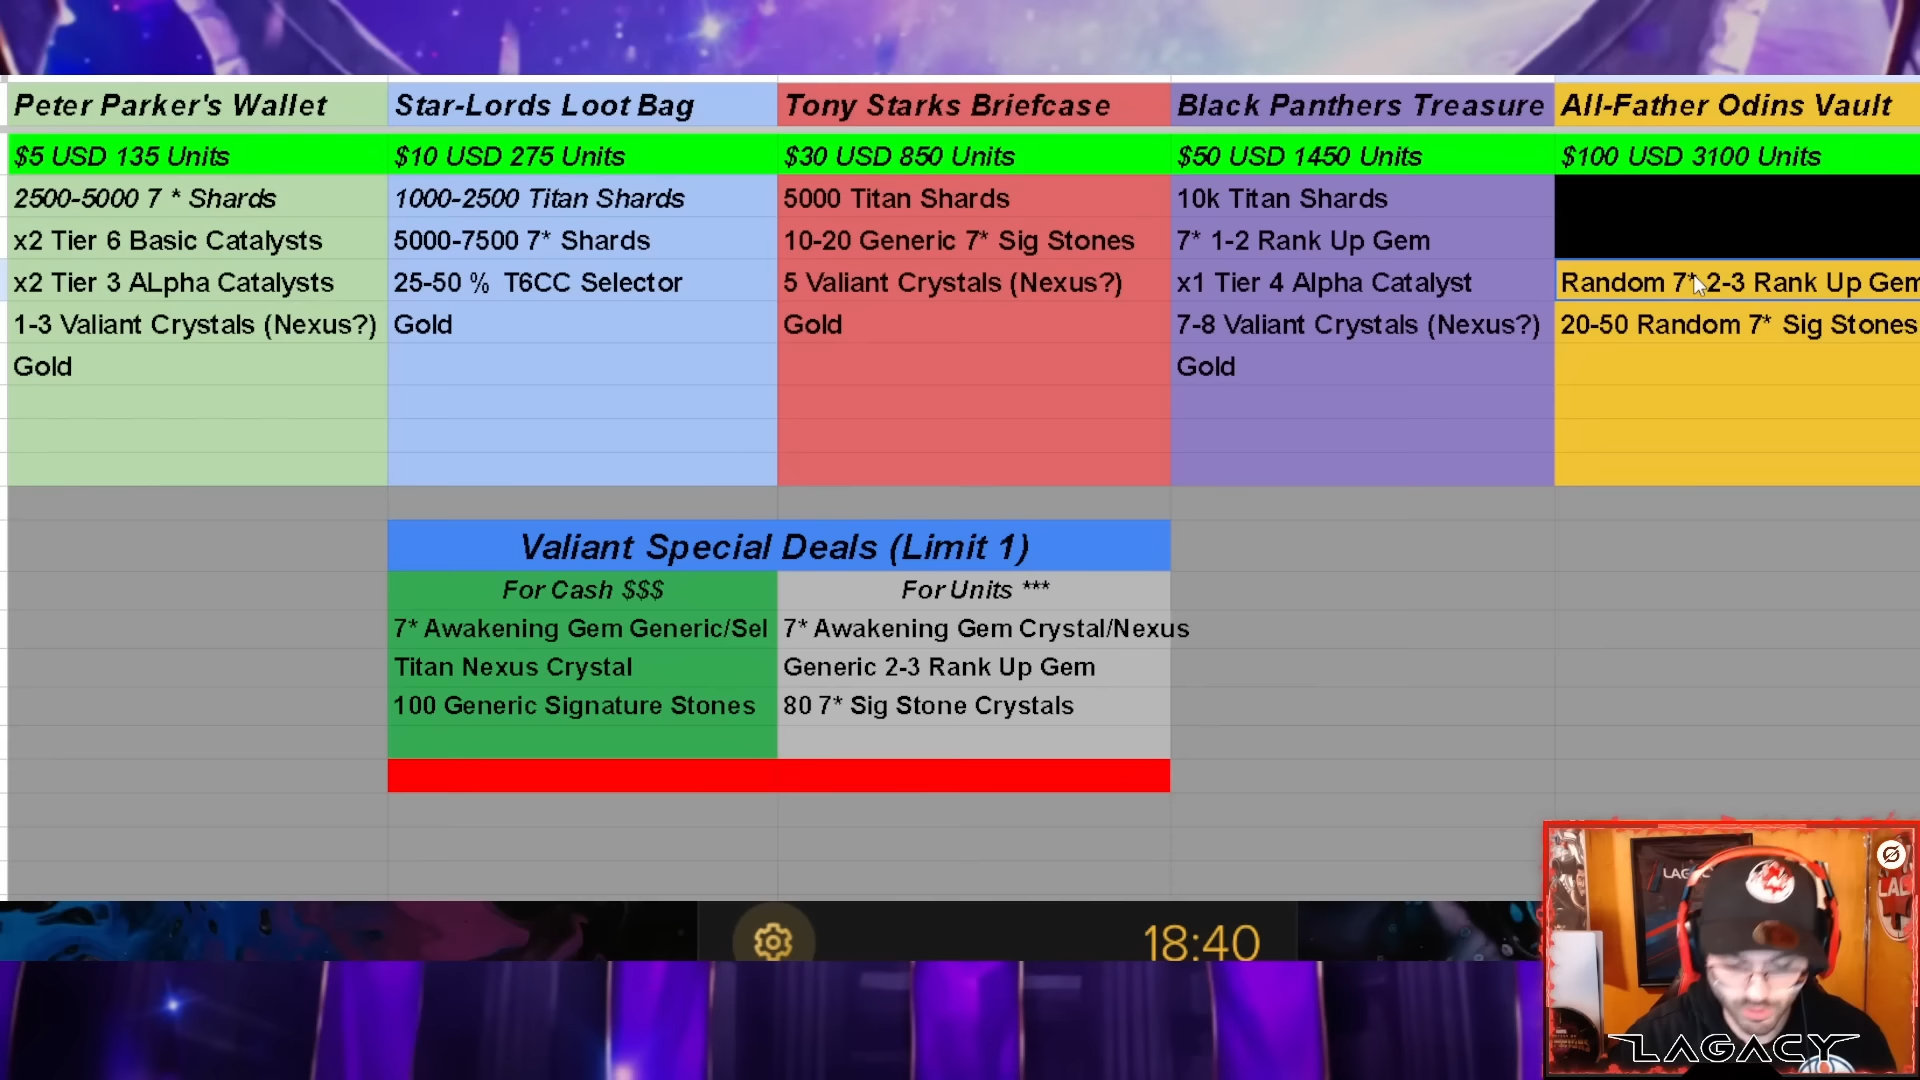 Peter Parker's Wallet
Star-Lords Loot Bag
Tony Starks Briefcase
Black Panthers Treasure
All-Father Odins Vault
$5 USD 135 Units
$10 USD 275 Units
$30 USD 850 Units
$50 USD 1450 Units
$100 USD 3100 Units
2500-5000 7 * Shards
1000-2500 Titan Shards
5000 Titan Shards
10k Titan Shards
x2 Tier 6 Basic Catalysts
5000-7500 7* Shards
10-20 Generic 7* Sig Stones
7* 1-2 Rank Up Gem
x2 Tier 3 ALpha Catalysts
25-50 % T6CC Selector
5 Valiant Crystals (Nexus?)
x1 Tier 4 Alpha Catalyst
Random 7* 2-3 Rank Up Gem
1-3 Valiant Crystals (Nexus?)
Gold
Gold
7-8 Valiant Crystals (Nexus?)
20-50 Random 7* Sig Stones
Gold
Gold
Valiant Special Deals (Limit 1)
For Cash $$$
For Units ***
7* Awakening Gem Generic/Sel
7* Awakening Gem Crystal/Nexus
Titan Nexus Crystal
Generic 2-3 Rank Up Gem
100 Generic Signature Stones
80 7* Sig Stone Crystals
18:40
LAGACY